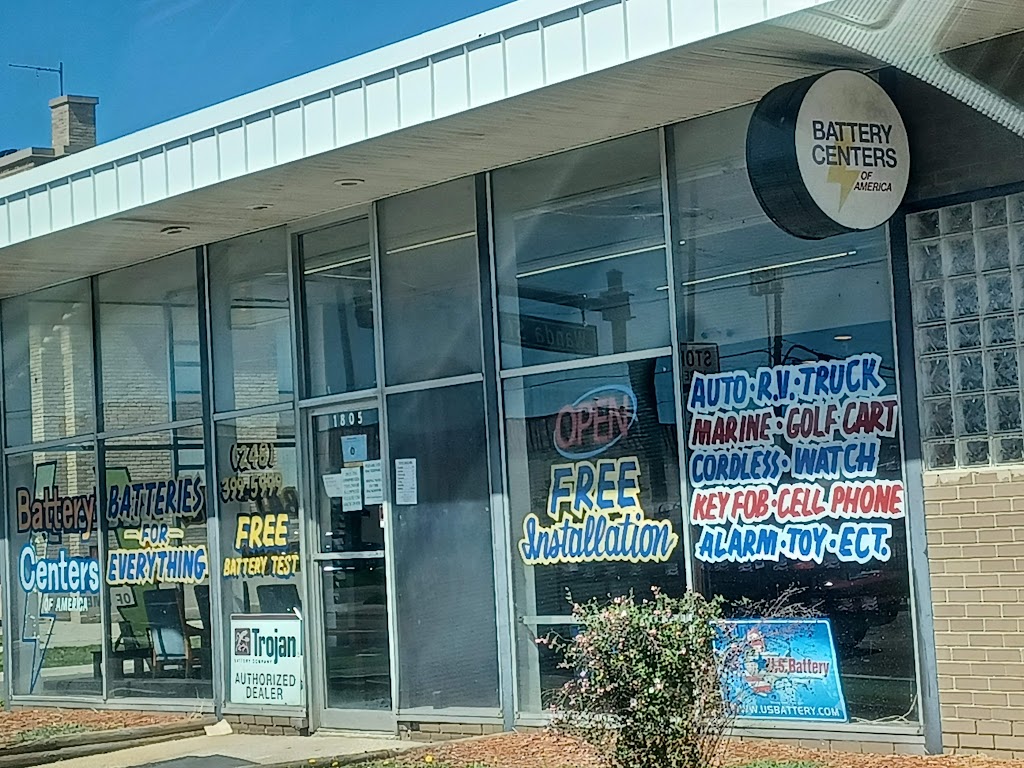 BATTERY
CENTERS
OF
AMERICA
Battery
Centers
OF AMERICA
BATTERIES
-FOR-
EVERYTHING
(248)
FREE
BATTERY TEST
Trojan
BATTERY COMPANY
AUTHORIZED
DEALER
1805
OPEN
FREE
Installation
AUTO·R.V.·TRUCK
MARINE·GOLF CART
CORDLESS·WATCH
KEY FOB·CELL PHONE
ALARM·TOY·ECT.
U.S. Battery
WWW.USBATTERY.COM
Wanda
STO